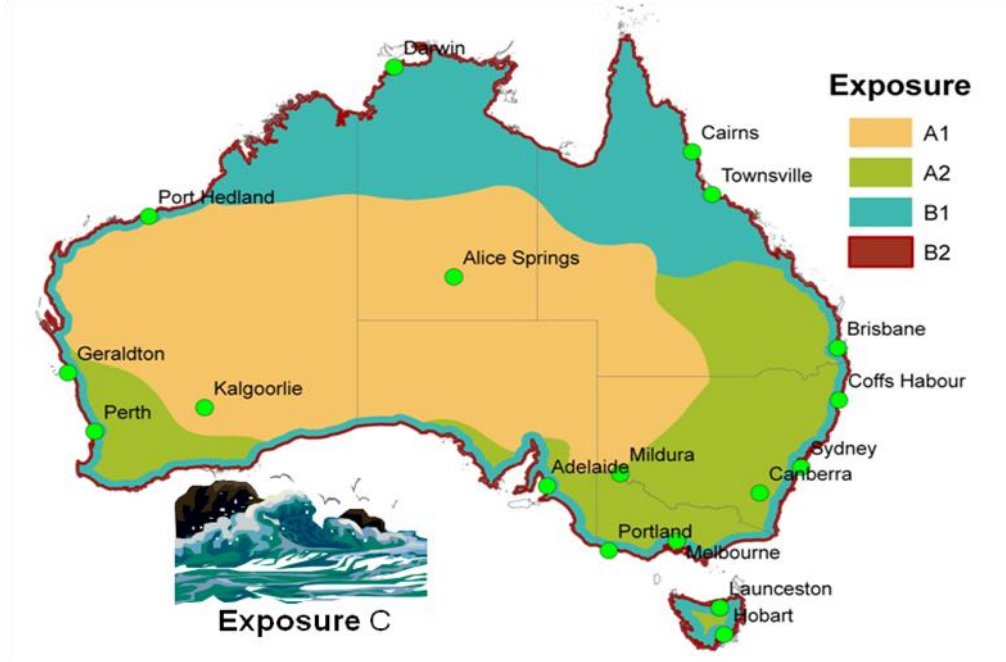 Darwin
Exposure
A1
A2
B1
B2
Cairns
Townsville
Port Hedland
Alice Springs
Brisbane
Geraldton
Coffs Habour
Kalgoorlie
Perth
Sydney
Mildura
Adelaide
Canberra
Portland
Melbourne
Launceston
Hobart
Exposure C